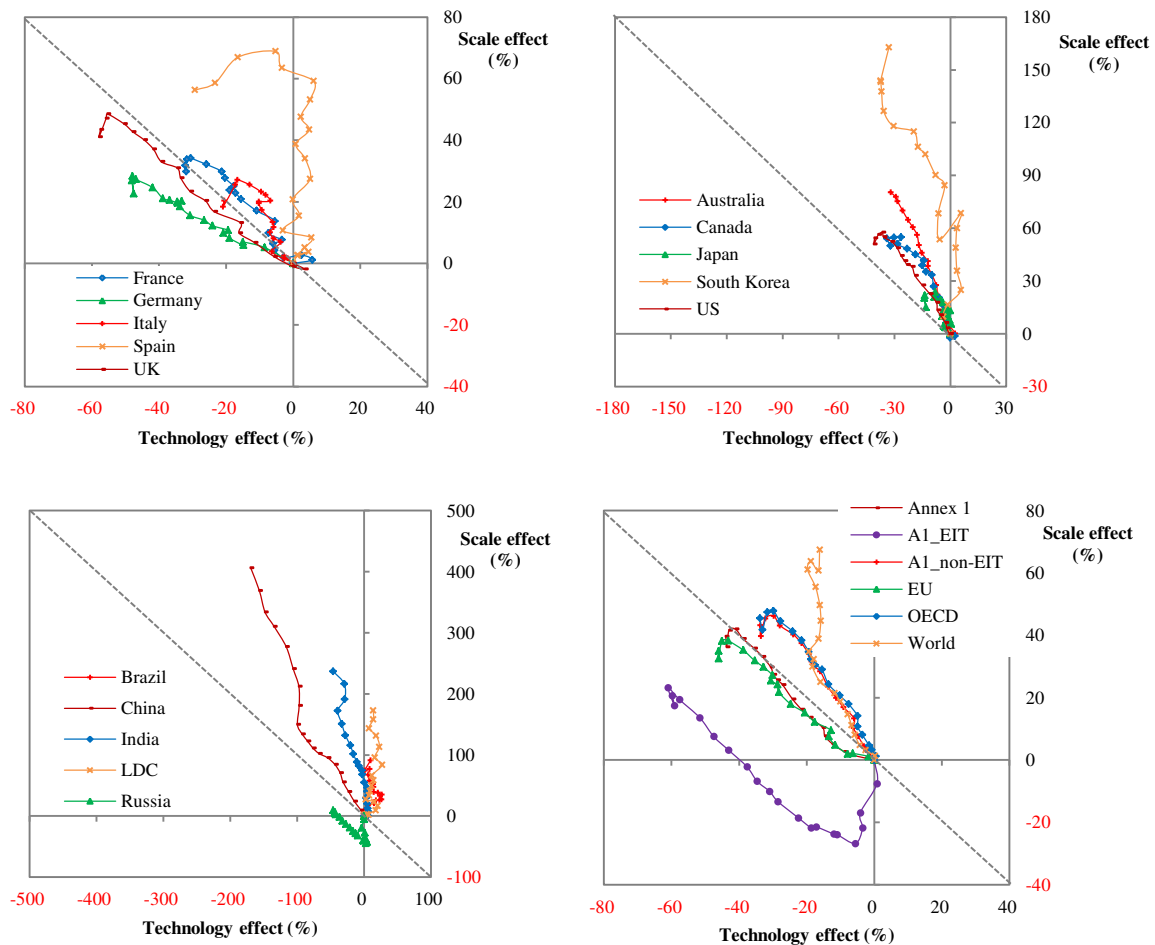 80
60
40
20
0
-20
-40
Scale effect
(%)
France
Germany
Italy
Spain
UK
-80 -60 -40 -20 0 20 40
Technology effect (%)
180
150
120
90
60
30
0
-30
Scale effect
(%)
Australia
Canada
Japan
South Korea
US
-180 -150 -120 -90 -60 -30 0 30
Technology effect (%)
500
400
300
200
100
0
-100
Scale effect
(%)
Brazil
China
India
LDC
Russia
-500 -400 -300 -200 -100 0 100
Technology effect (%)
80
60
40
20
0
-20
-40
Scale effect
(%)
Annex 1
A1_EIT
A1_non-EIT
EU
OECD
World
-80 -60 -40 -20 0 20 40
Technology effect (%)